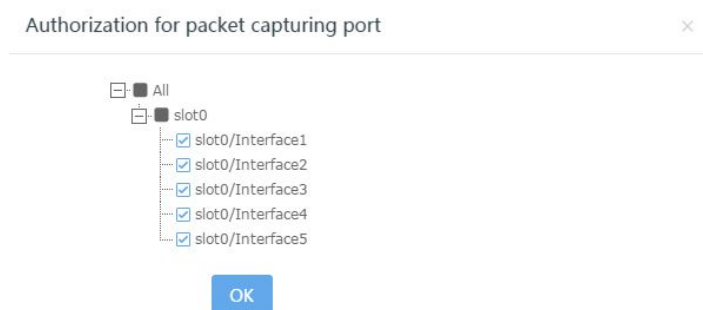 Authorization for packet capturing port
All
slot0
slot0/Interface1
slot0/Interface2
slot0/Interface3
slot0/Interface4
slot0/Interface5
OK